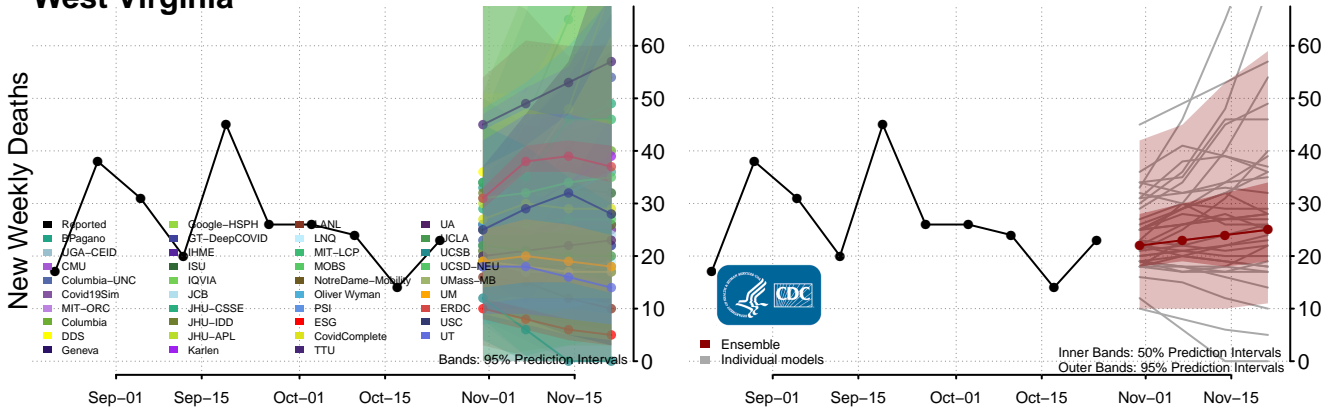 West Virginia
New Weekly Deaths
60
50
40
30
20
10
0
Reported
BPagano
UGA−CEID
CMU
Columbia−UNC
Covid19Sim
MIT−ORC
Columbia
DDS
Geneva
Google−HSPH
GT−DeepCOVID
IHME
ISU
IQVIA
JCB
JHU−CSSE
JHU−IDD
JHU−APL
Karlen
LANL
LNQ
MIT−LCP
MOBS
NotreDame−Mobility
Oliver Wyman
PSI
ESG
CovidComplete
TTU
UA
UCLA
UCSB
UCSD−NEU
UMass−MB
UM
ERDC
USC
UT
Bands: 95% Prediction Intervals
Sep−01
Sep−15
Oct−01
Oct−15
Nov−01
Nov−15
60
50
40
30
20
10
0
CDC
Ensemble
Individual models
Inner Bands: 50% Prediction Intervals
Outer Bands: 95% Prediction Intervals
Sep−01
Sep−15
Oct−01
Oct−15
Nov−01
Nov−15